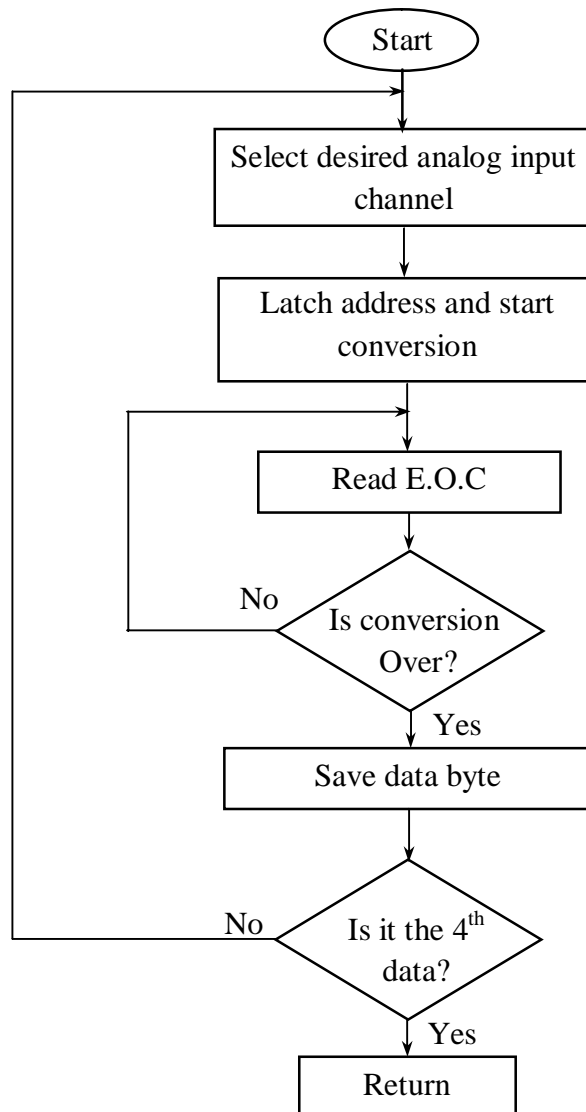 Start
Select desired analog input
channel
Latch address and start
conversion
Read E.O.C
No
Is conversion
Over?
Yes
Save data byte
No
Is it the 4th
data?
Yes
Return